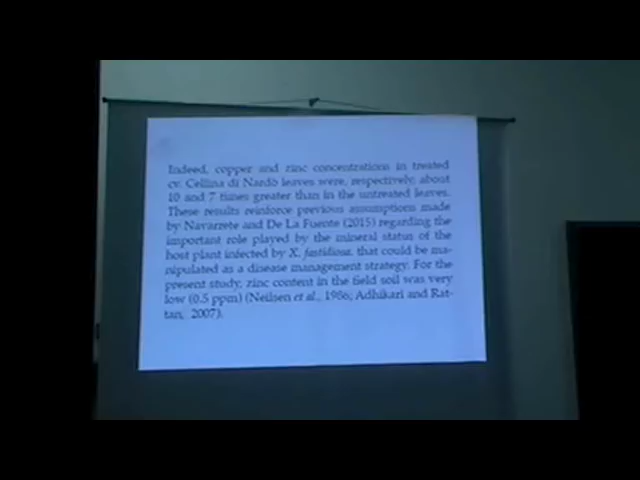 Indeed, copper and zinc concentrations in treated
cv. Cellina di Nardò leaves were, respectively, about
10 and 7 times greater than in the untreated leaves.
These results reinforce previous assumptions made
by Navarrete and De La Fuente (2015) regarding the
important role played by the mineral status of the
host plant infected by X. fastidiosa, that could be ma-
nipulated as a disease management strategy. For the
present study, zinc content in the field soil was very
low (0.5 ppm) (Neilsen et al., 1986; Adhikari and Rat-
tan, 2007).